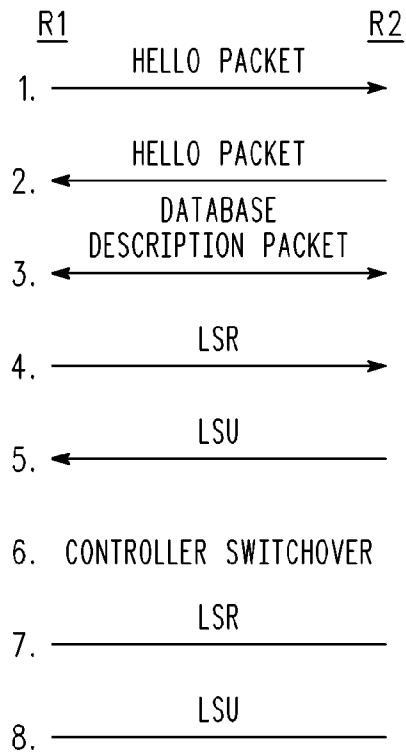 R1 R2
HELLO PACKET
1.
HELLO PACKET
2.
DATABASE
DESCRIPTION PACKET
3.
LSR
4.
LSU
5.
6. CONTROLLER SWITCHOVER
LSR
7.
LSU
8.